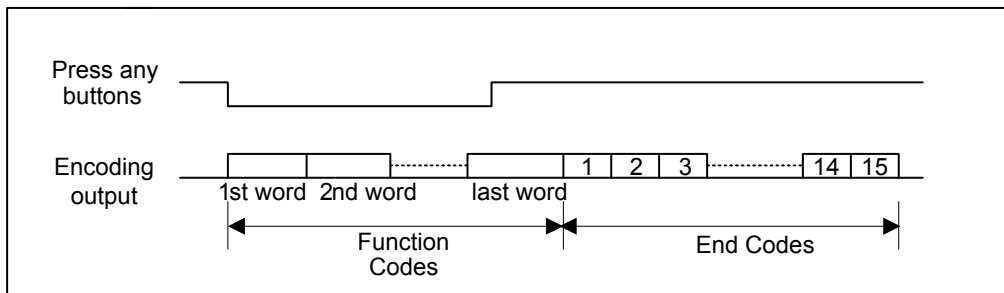 Press any
buttons
Encoding
output
1 2 3 14 15
1st word 2nd word last word
Function
Codes
End Codes